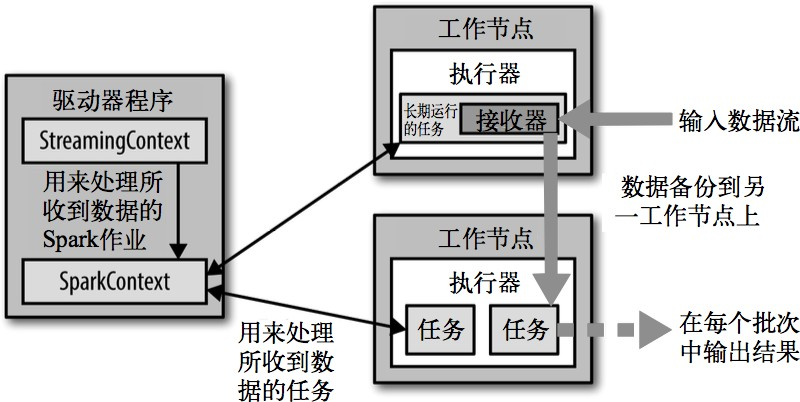 驱动器程序
StreamingContext
用来处理所
收到数据的
Spark作业
SparkContext
用来处理
所收到数
据的任务
工作节点
执行器
长期运行
的任务
接收器
输入数据流
数据备份到另
一工作节点上
工作节点
执行器
任务
任务
在每个批次
中输出结果